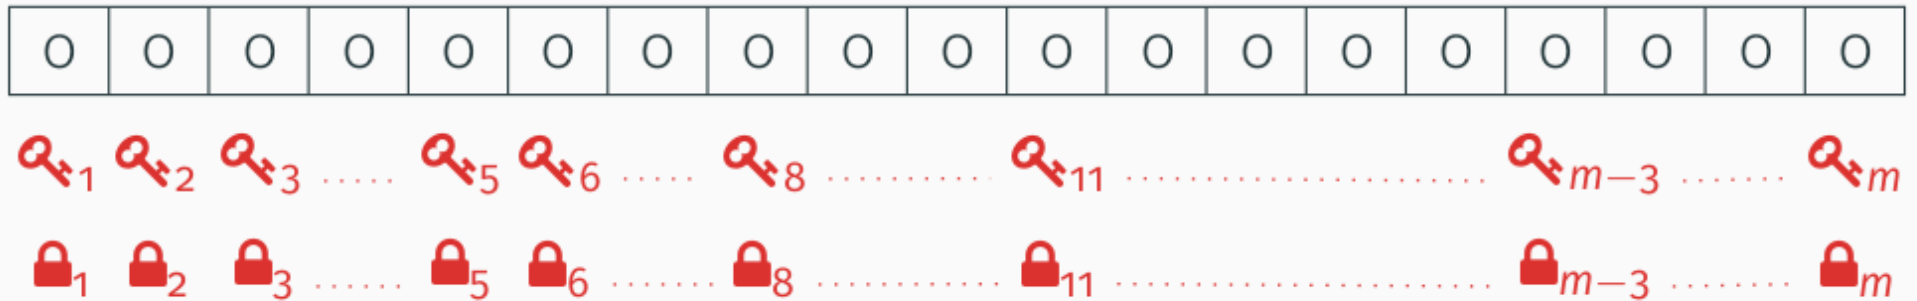 0 0 0 0 0 0 0 0 0 0 0 0 0 0 0 0 0 0 0
1 2 3 ..... 5 6 ..... 8 ........... 11 ........................ m−3 ....... m
1 2 3 ..... 5 6 ....... 8 ............ 11 ......................... m−3 ........ m